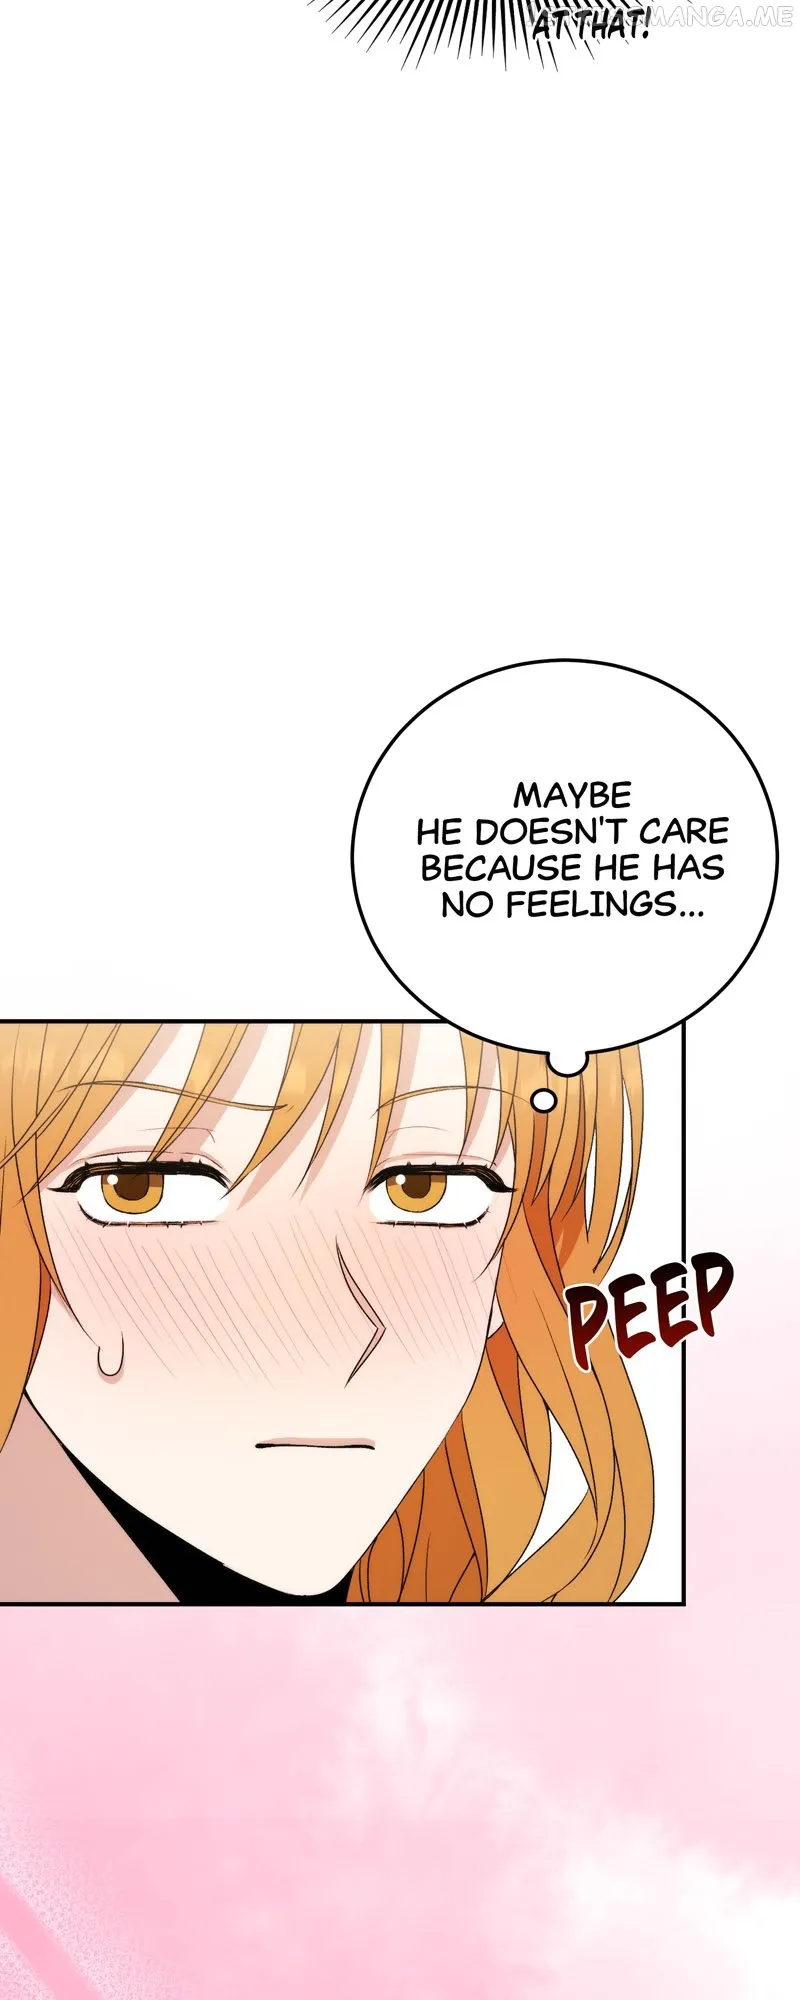 AT THAT!
MAYBE
HE DOESN'T CARE
BECAUSE HE HAS
NO FEELINGS...
PEEP